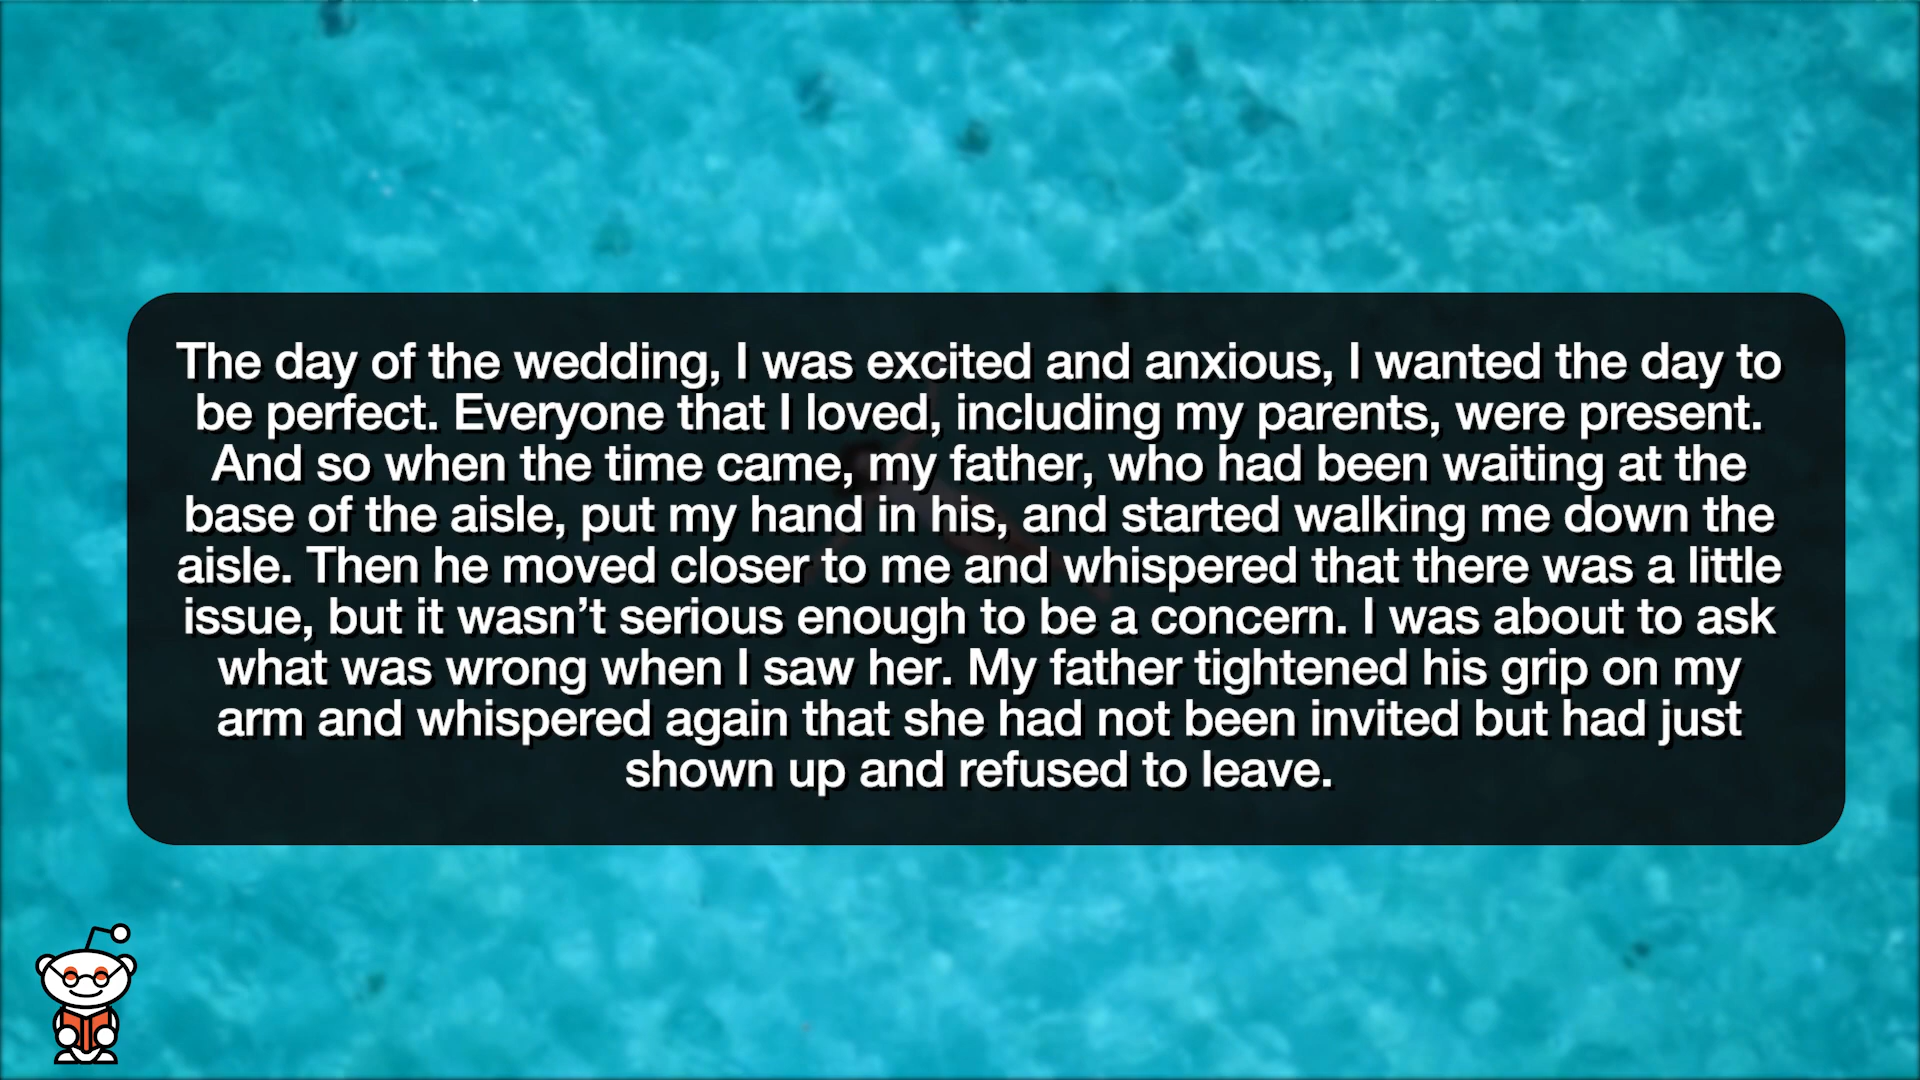 The day of the wedding, I was excited and anxious, I wanted the day to
be perfect. Everyone that I loved, including my parents, were present.
And so when the time came, my father, who had been waiting at the
base of the aisle, put my hand in his, and started walking me down the
aisle. Then he moved closer to me and whispered that there was a little
issue, but it wasn’t serious enough to be a concern. I was about to ask
what was wrong when I saw her. My father tightened his grip on my
arm and whispered again that she had not been invited but had just
shown up and refused to leave.